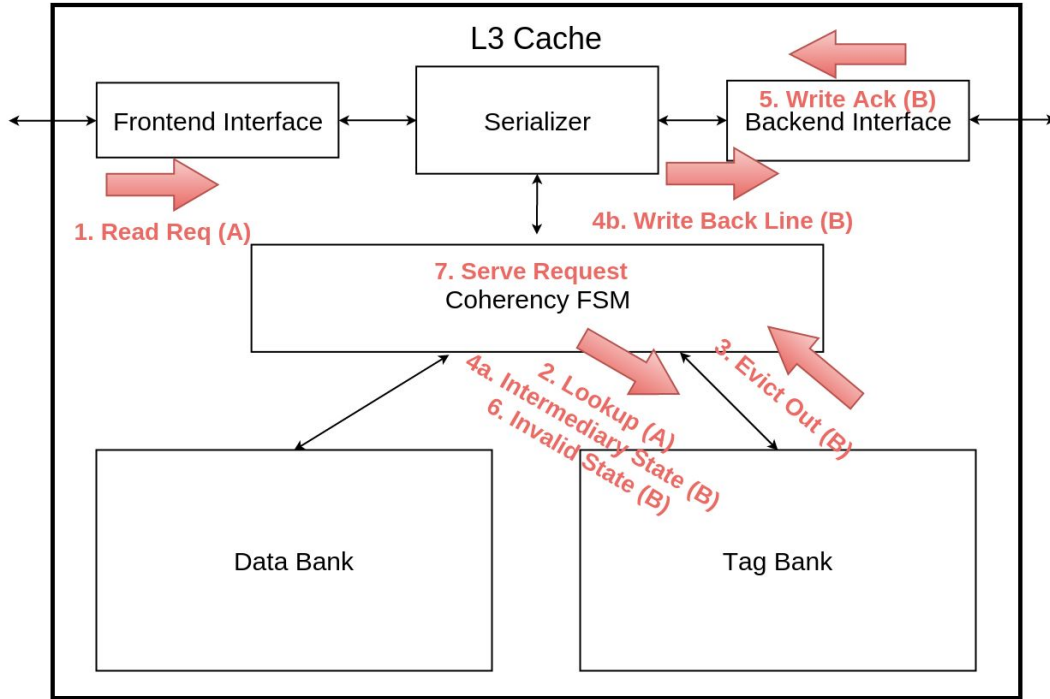 L3 Cache
Frontend Interface
Serializer
5. Write Ack (B)
Backend Interface
1. Read Req (A)
4b. Write Back Line (B)
7. Serve Request
Coherency FSM
2. Lookup (A)
4a. Intermediary State (B)
6. Invalid State (B)
3. Evict Out (B)
Data Bank
Tag Bank